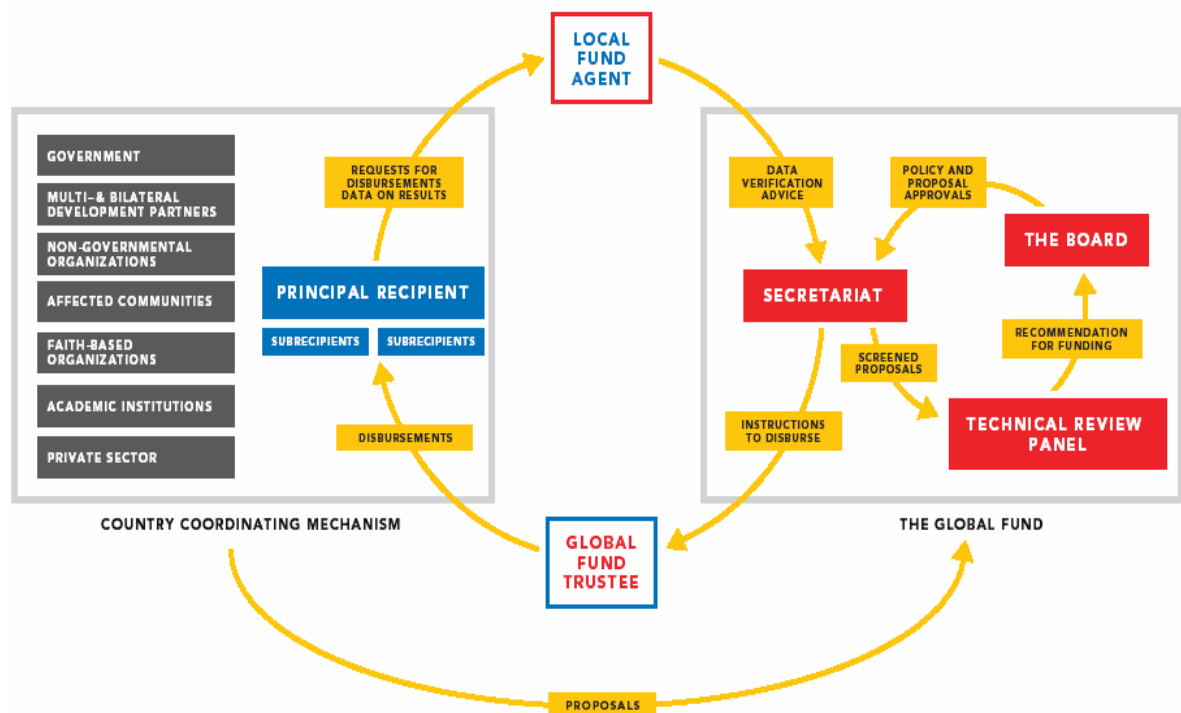 LOCAL
FUND
AGENT
GOVERNMENT
MULTI-& BILATERAL
DEVELOPMENT PARTNERS
NON-GOVERNMENTAL
ORGANIZATIONS
AFFECTED COMMUNITIES
FAITH-BASED
ORGANIZATIONS
ACADEMIC INSTITUTIONS
PRIVATE SECTOR
REQUESTS FOR
DISBURSEMENTS
DATA ON RESULTS
PRINCIPAL RECIPIENT
SUBRECIPIENTS
SUBRECIPIENTS
DISBURSEMENTS
COUNTRY COORDINATING MECHANISM
DATA
VERIFICATION
ADVICE
POLICY AND
PROPOSAL
APPROVALS
THE BOARD
SECRETARIAT
RECOMMENDATION
FOR FUNDING
SCREENED
PROPOSALS
TECHNICAL REVIEW
PANEL
INSTRUCTIONS
TO DISBURSE
THE GLOBAL FUND
GLOBAL
FUND
TRUSTEE
PROPOSALS